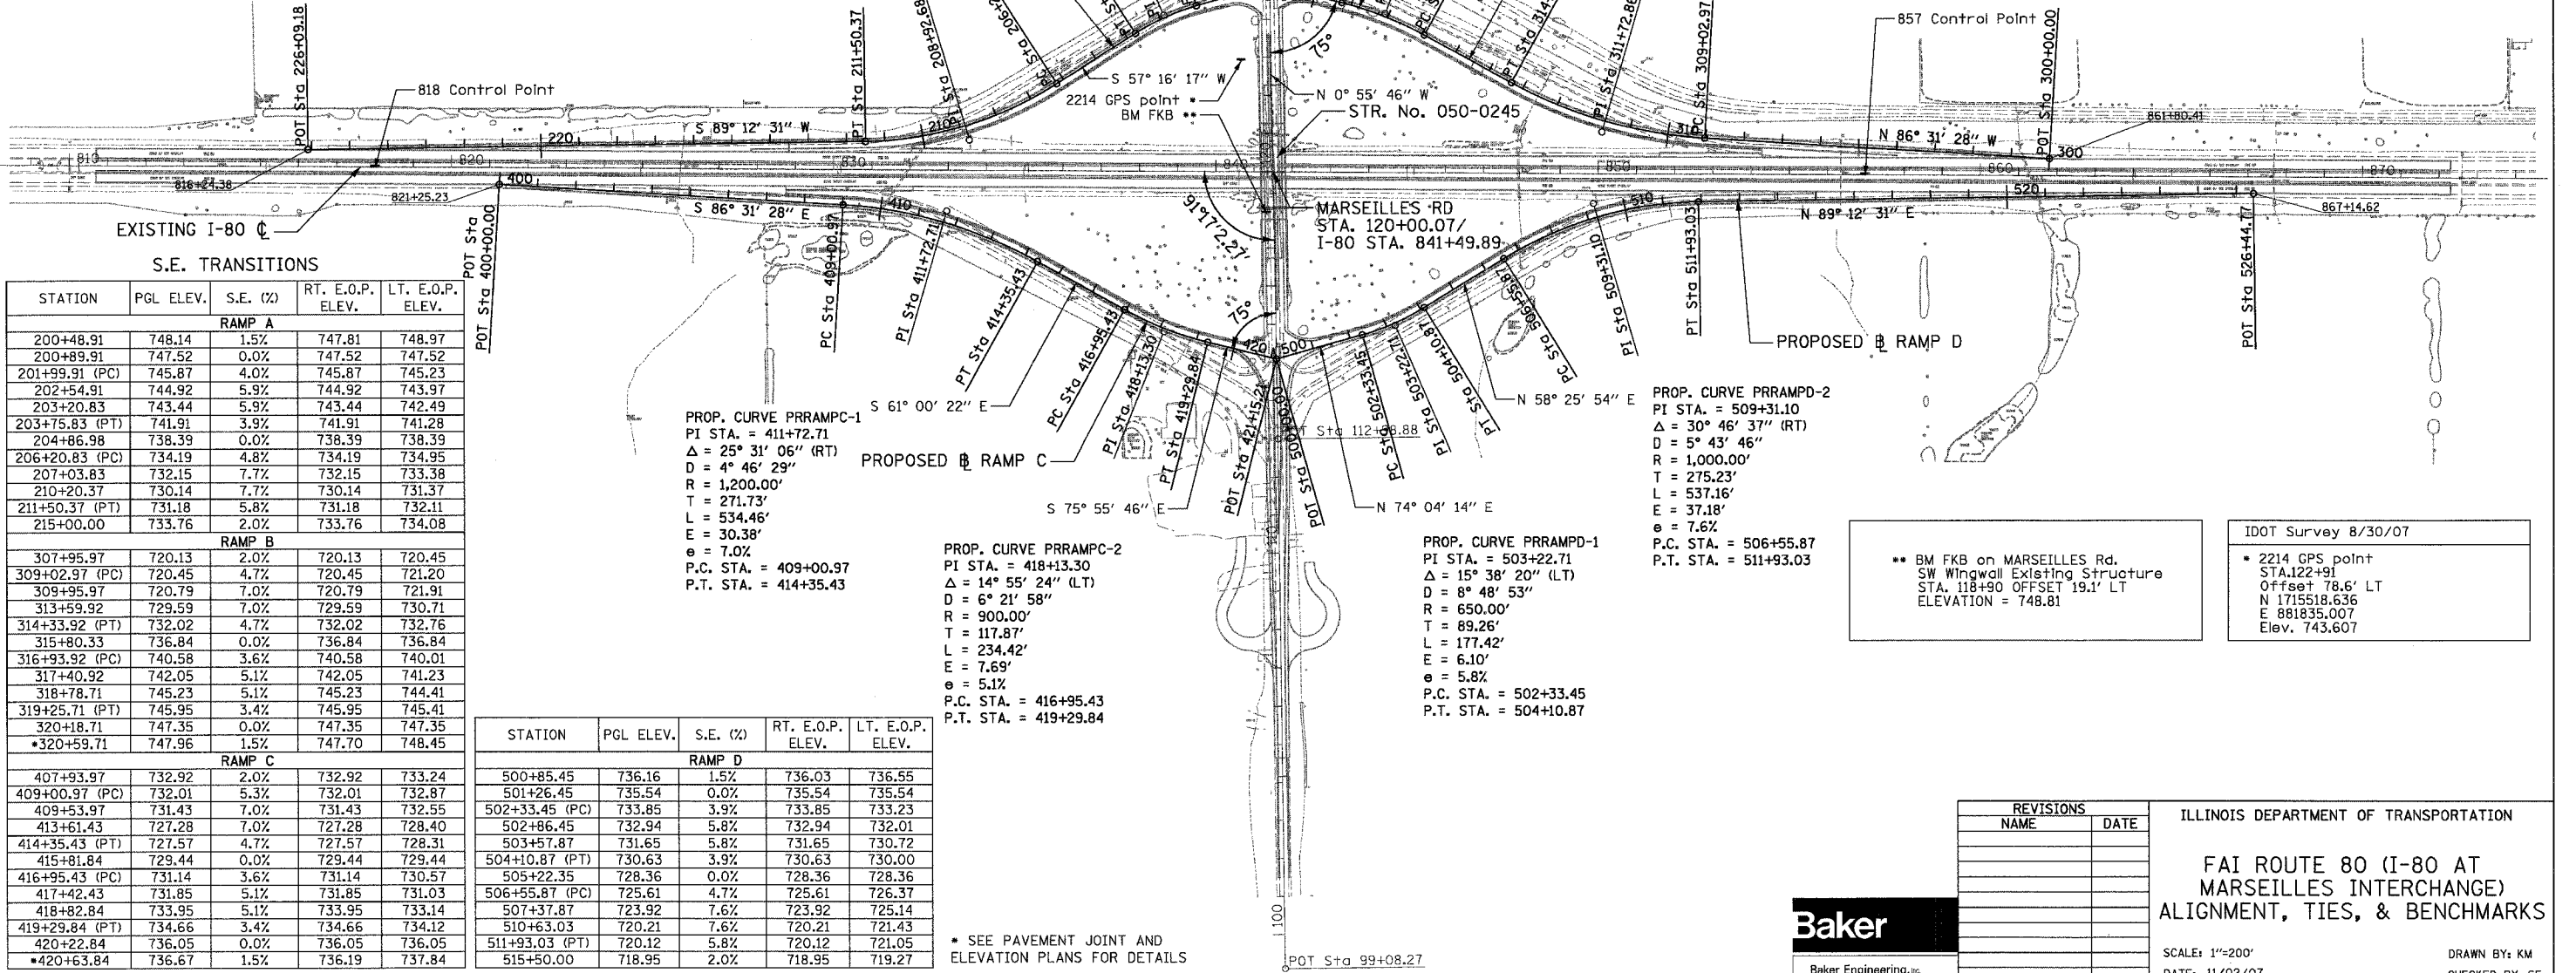 POT Sta 226+09.18
818 Control Point
PT Sta 211+50.37
S 57° 16' 17" W
2214 GPS point *
BM FKB **
75°
N 0° 55' 46" W
STR. No. 050-0245
PI Sta 311+72.86
PC Sta 309+02.97
857 Control Point
POT Sta 300+00.00
861+80.41
220
S 89° 12' 31" W
210
310
N 86° 31' 28" W
300
810
820
830
840
850
860
870
816+24.38
400
821+25.23
S 86° 31' 28" E
410
510
520
N 89° 12' 31" E
867+14.62
EXISTING I-80 ℄
91°17'2.27"
MARSEILLES RD
STA. 120+00.07/
I-80 STA. 841+49.89
POT Sta 400+00.00
PC Sta 409+00.97
PI Sta 411+72.71
PT Sta 414+35.43
PC Sta 416+95.43
PI Sta 418+13.30
PT Sta 419+29.84
POT Sta 421+15.21
75°
420
500
PC Sta 502+33.45
PI Sta 503+22.71
PT Sta 504+10.87
PC Sta 506+55.87
PI Sta 509+31.10
PT Sta 511+93.03
POT Sta 526+44.77
PROPOSED ℄ RAMP D
S 61° 00' 22" E
PROPOSED ℄ RAMP C
S 75° 55' 46" E
N 74° 04' 14" E
N 58° 25' 54" E
S.E. TRANSITIONS
STATION PGL ELEV. S.E. (%) RT. E.O.P. ELEV. LT. E.O.P. ELEV.
RAMP A
200+48.91 748.14 1.5% 747.81 748.97
200+89.91 747.52 0.0% 747.52 747.52
201+99.91 (PC) 745.87 4.0% 745.87 745.23
202+54.91 744.92 5.9% 744.92 743.97
203+20.83 743.44 5.9% 743.44 742.49
203+75.83 (PT) 741.91 3.9% 741.91 741.28
204+86.98 738.39 0.0% 738.39 738.39
206+20.83 (PC) 734.19 4.8% 734.19 734.95
207+03.83 732.15 7.7% 732.15 733.38
210+20.37 730.14 7.7% 730.14 731.37
211+50.37 (PT) 731.18 5.8% 731.18 732.11
215+00.00 733.76 2.0% 733.76 734.08
RAMP B
307+95.97 720.13 2.0% 720.13 720.45
309+02.97 (PC) 720.45 4.7% 720.45 721.20
309+95.97 720.79 7.0% 720.79 721.91
313+59.92 729.59 7.0% 729.59 730.71
314+33.92 (PT) 732.02 4.7% 732.02 732.76
315+80.33 736.84 0.0% 736.84 736.84
316+93.92 (PC) 740.58 3.6% 740.58 740.01
317+40.92 742.05 5.1% 742.05 741.23
318+78.71 745.23 5.1% 745.23 744.41
319+25.71 (PT) 745.95 3.4% 745.95 745.41
320+18.71 747.35 0.0% 747.35 747.35
*320+59.71 747.96 1.5% 747.70 748.45
RAMP C
407+93.97 732.92 2.0% 732.92 733.24
409+00.97 (PC) 732.01 5.3% 732.01 732.87
409+53.97 731.43 7.0% 731.43 732.55
413+61.43 727.28 7.0% 727.28 728.40
414+35.43 (PT) 727.57 4.7% 727.57 728.31
415+81.84 729.44 0.0% 729.44 729.44
416+95.43 (PC) 731.14 3.6% 731.14 730.57
417+42.43 731.85 5.1% 731.85 731.03
418+82.84 733.95 5.1% 733.95 733.14
419+29.84 (PT) 734.66 3.4% 734.66 734.12
420+22.84 736.05 0.0% 736.05 736.05
*420+63.84 736.67 1.5% 736.19 737.84
STATION PGL ELEV. S.E. (%) RT. E.O.P. ELEV. LT. E.O.P. ELEV.
RAMP D
500+85.45 736.16 1.5% 736.03 736.55
501+26.45 735.54 0.0% 735.54 735.54
502+33.45 (PC) 733.85 3.9% 733.85 733.23
502+86.45 732.94 5.8% 732.94 732.01
503+57.87 731.65 5.8% 731.65 730.72
504+10.87 (PT) 730.63 3.9% 730.63 730.00
505+22.35 728.36 0.0% 728.36 728.36
506+55.87 (PC) 725.61 4.7% 725.61 726.37
507+37.87 723.92 7.6% 723.92 725.14
510+63.03 720.21 7.6% 720.21 721.43
511+93.03 (PT) 720.12 5.8% 720.12 721.05
515+50.00 718.95 2.0% 718.95 719.27
PROP. CURVE PRRAMPC-1
PI STA. = 411+72.71
Δ = 25° 31' 06" (RT)
D = 4° 46' 29"
R = 1,200.00'
T = 271.73'
L = 534.46'
E = 30.38'
e = 7.0%
P.C. STA. = 409+00.97
P.T. STA. = 414+35.43
PROP. CURVE PRRAMPC-2
PI STA. = 418+13.30
Δ = 14° 55' 24" (LT)
D = 6° 21' 58"
R = 900.00'
T = 117.87'
L = 234.42'
E = 7.69'
e = 5.1%
P.C. STA. = 416+95.43
P.T. STA. = 419+29.84
PROP. CURVE PRRAMPD-1
PI STA. = 503+22.71
Δ = 15° 38' 20" (LT)
D = 8° 48' 53"
R = 650.00'
T = 89.26'
L = 177.42'
E = 6.10'
e = 5.8%
P.C. STA. = 502+33.45
P.T. STA. = 504+10.87
PROP. CURVE PRRAMPD-2
PI STA. = 509+31.10
Δ = 30° 46' 37" (RT)
D = 5° 43' 46"
R = 1,000.00'
T = 275.23'
L = 537.16'
E = 37.18'
e = 7.6%
P.C. STA. = 506+55.87
P.T. STA. = 511+93.03
** BM FKB on MARSEILLES Rd.
SW Wingwall Existing Structure
STA. 118+90 OFFSET 19.1' LT
ELEVATION = 748.81
IDOT Survey 8/30/07
* 2214 GPS point
STA.122+91
Offset 78.6' LT
N 1715518.636
E 881835.007
Elev. 743.607
* SEE PAVEMENT JOINT AND
ELEVATION PLANS FOR DETAILS
1100
POT Sta 99+08.27
Baker
Baker Engineering, Inc.
REVISIONS
NAME DATE
ILLINOIS DEPARTMENT OF TRANSPORTATION
FAI ROUTE 80 (I-80 AT
MARSEILLES INTERCHANGE)
ALIGNMENT, TIES, & BENCHMARKS
SCALE: 1"=200'
DRAWN BY: KM